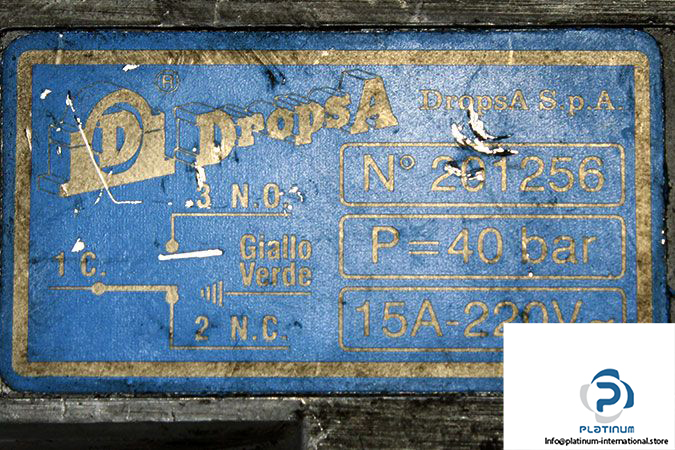 D ® DropsA
DropsA S.p.A.
N° 201256
P=40 bar
15A-220V~
3 N.O.
Giallo
Verde
1 C.
2 N.C.
PLATINUM
Info@platinum-international.store